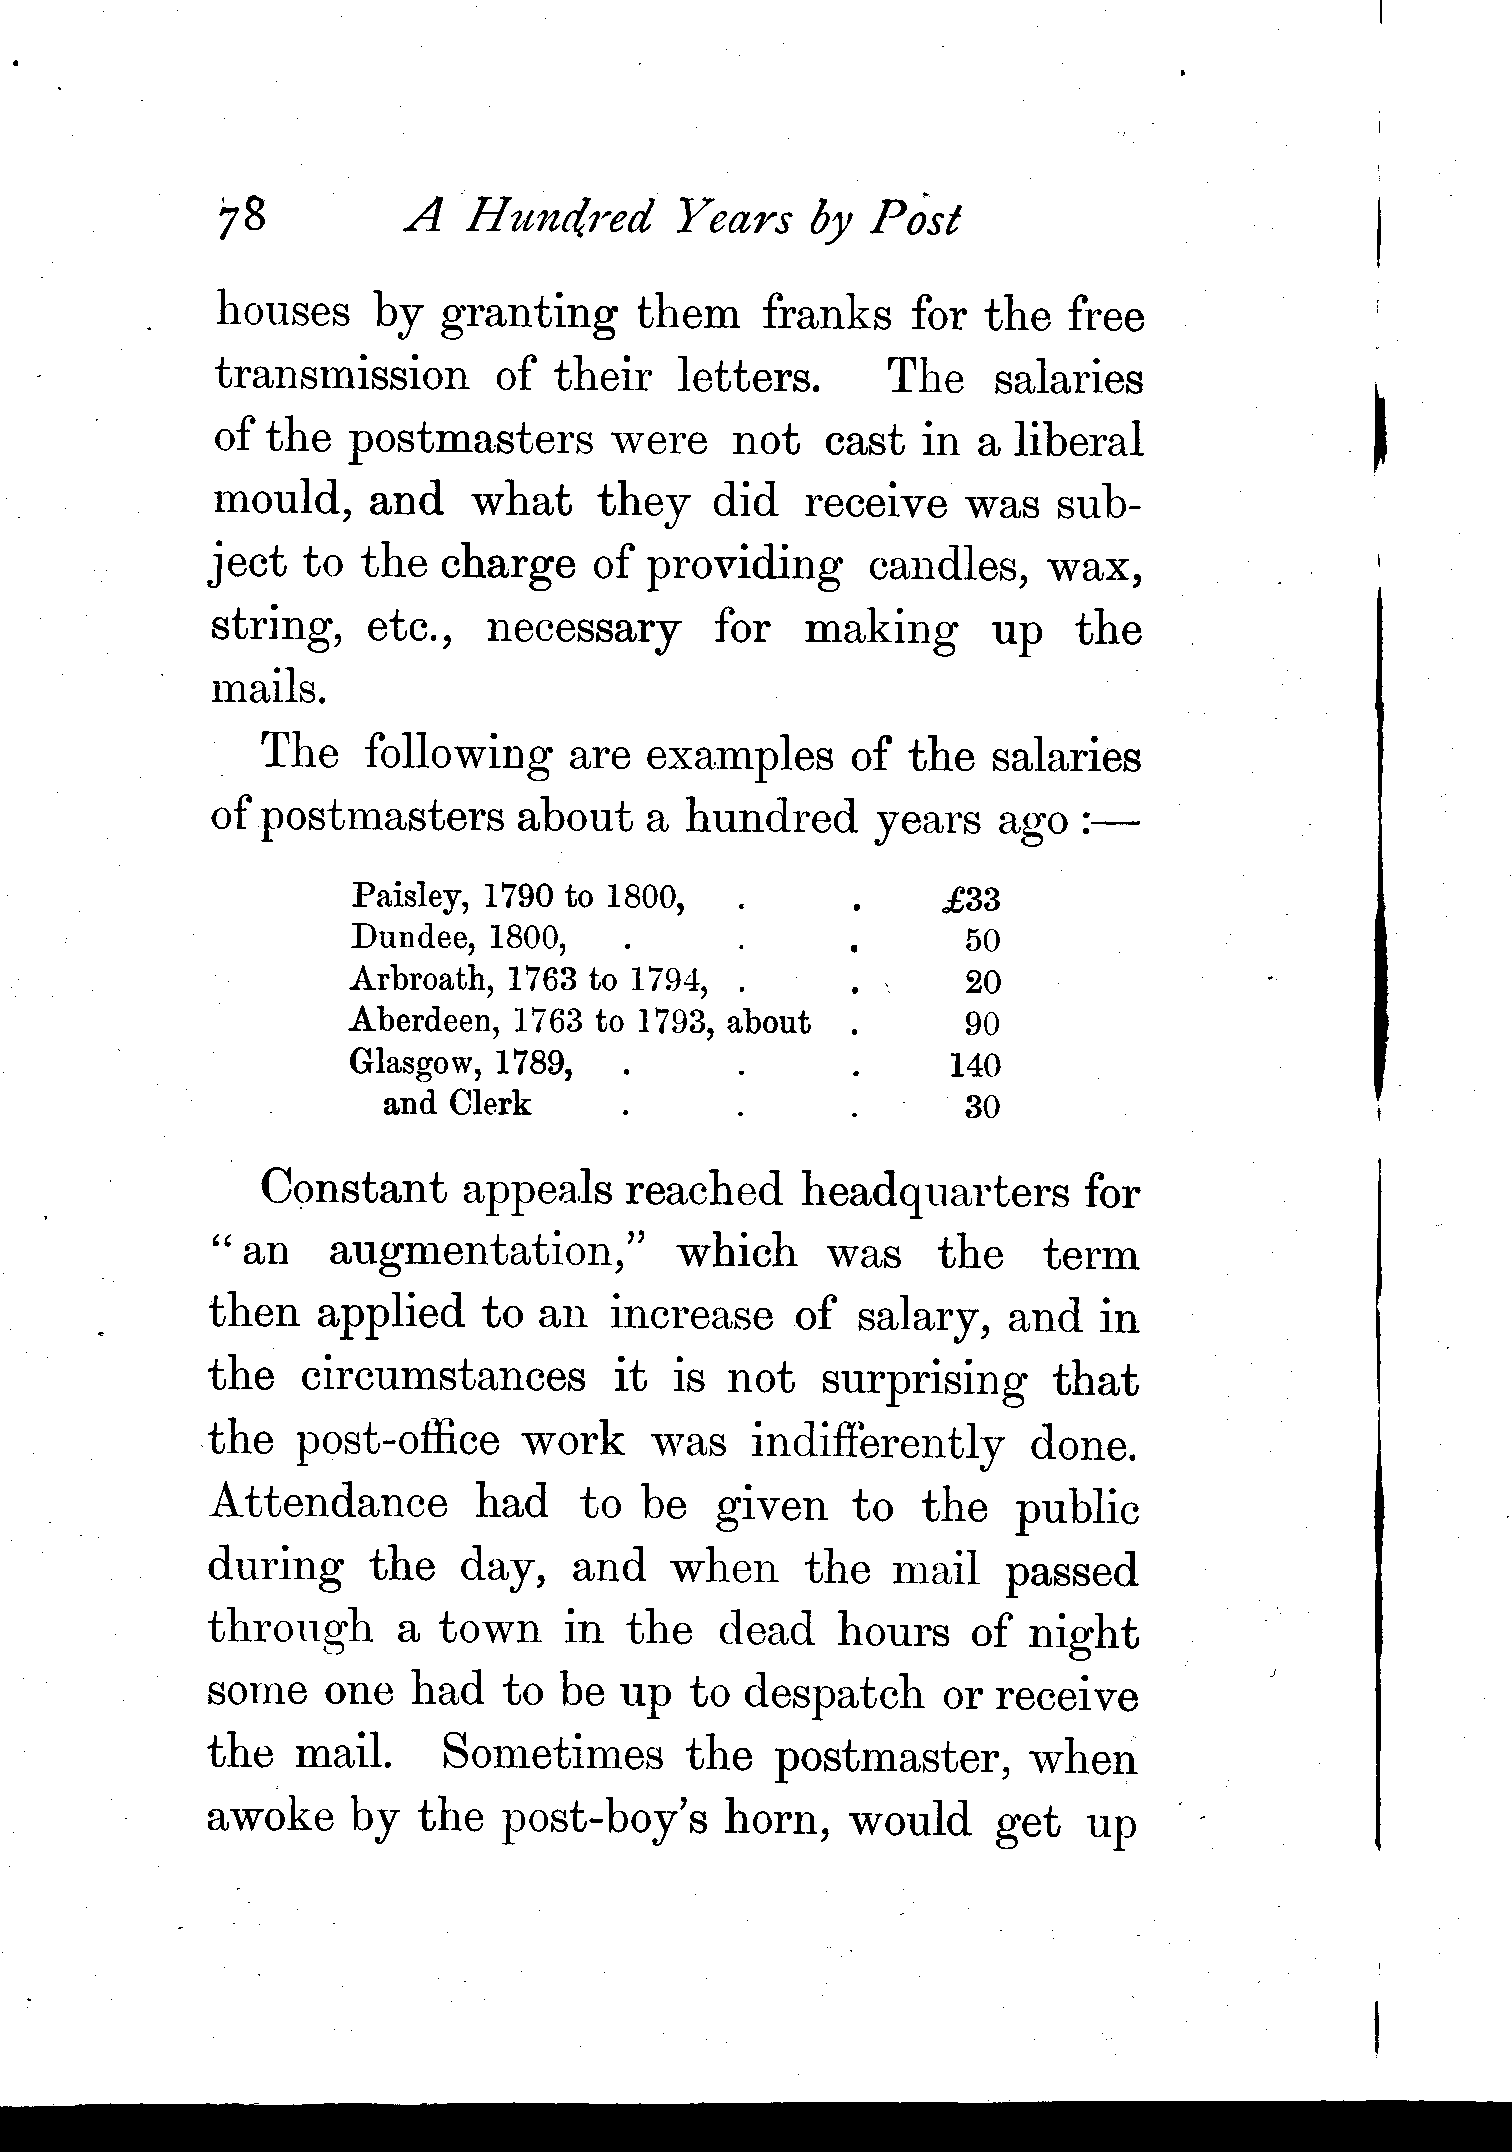 78 A Hundred Years by Post
houses by granting them franks for the free
transmission of their letters. The salaries
of the postmasters were not cast in a liberal
mould, and what they did receive was sub-
ject to the charge of providing candles, wax,
string, etc., necessary for making up the
mails.
The following are examples of the salaries
of postmasters about a hundred years ago :—
Paisley, 1790 to 1800, . . £33
Dundee, 1800, . . . 50
Arbroath, 1763 to 1794, . . 20
Aberdeen, 1763 to 1793, about . 90
Glasgow, 1789, . . . 140
and Clerk . . . 30
Constant appeals reached headquarters for
“an augmentation,” which was the term
then applied to an increase of salary, and in
the circumstances it is not surprising that
the post-office work was indifferently done.
Attendance had to be given to the public
during the day, and when the mail passed
through a town in the dead hours of night
some one had to be up to despatch or receive
the mail. Sometimes the postmaster, when
awoke by the post-boy’s horn, would get up